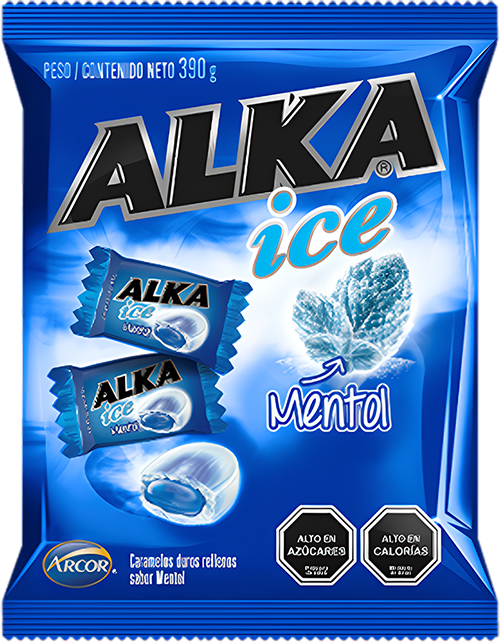 PESO / CONTENIDO NETO 390 g
ALKA®
ice
ALKA
ice
ALKA
ice
Mentol
Mentol
ALTO EN
AZÚCARES
ALTO EN
CALORÍAS
ARCOR®
Caramelos duros rellenos
sabor Mentol